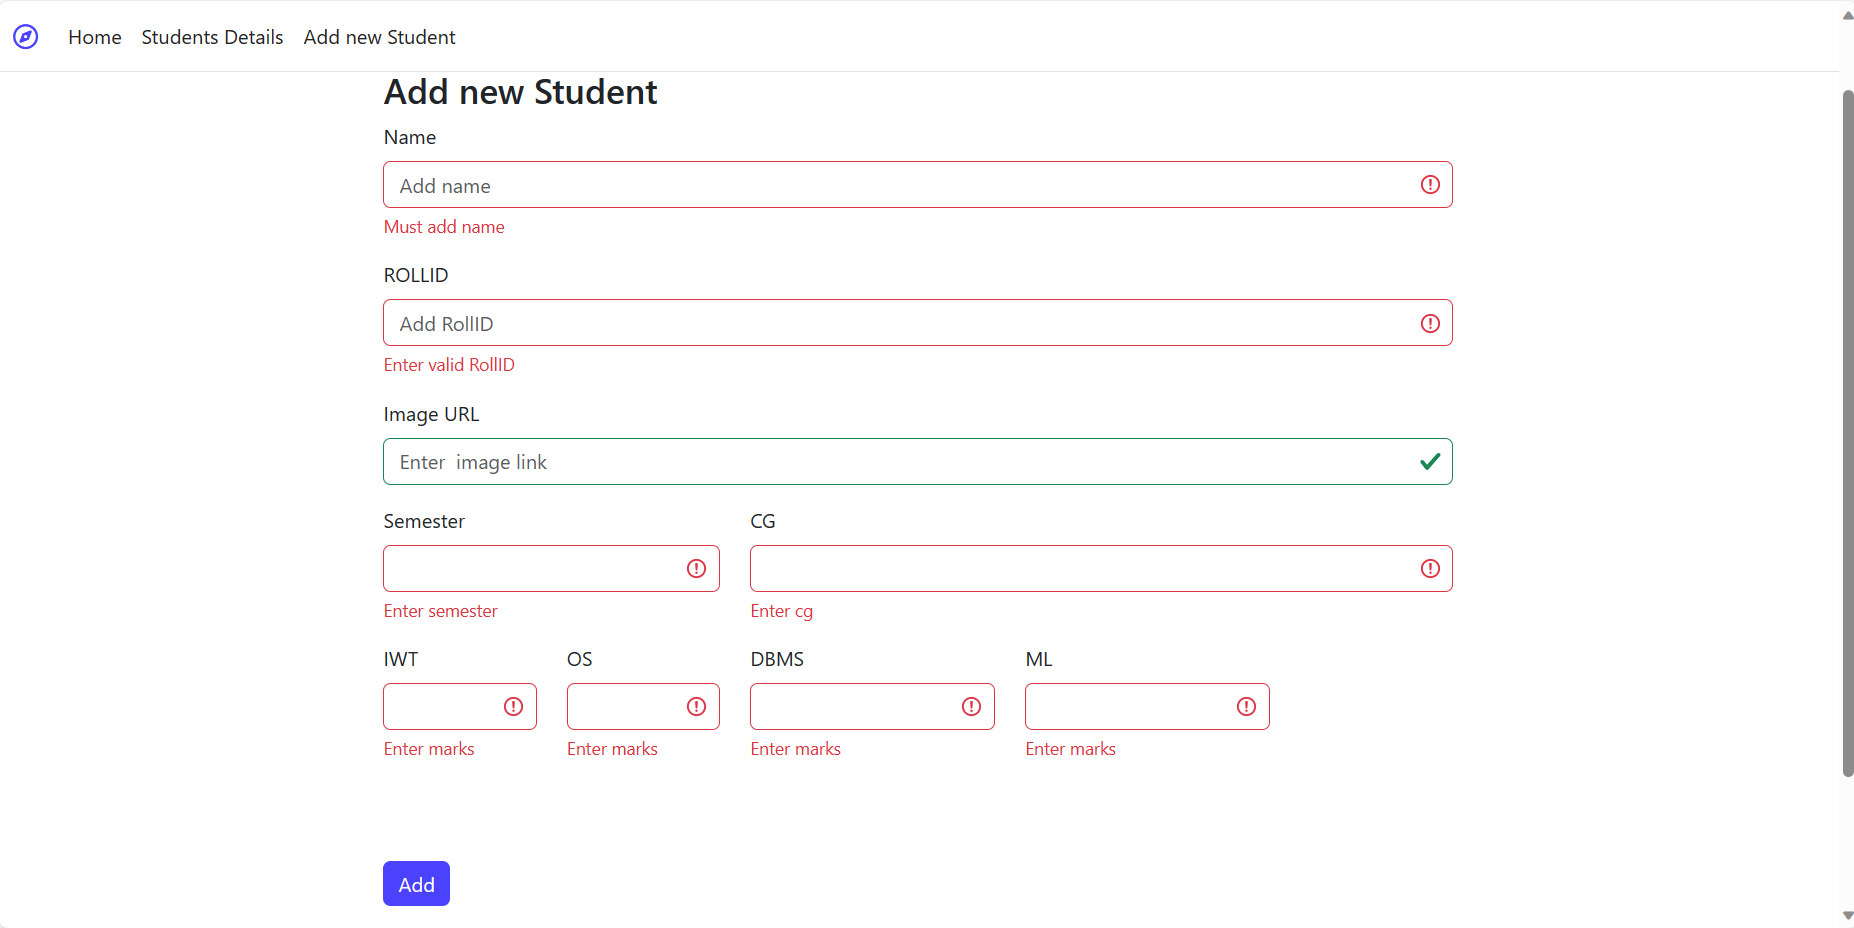 Home Students Details Add new Student
Add new Student
Name
Add name
Must add name
ROLLID
Add RollID
Enter valid RollID
Image URL
Enter  image link
Semester CG
Enter semester Enter cg
IWT OS DBMS ML
Enter marks Enter marks Enter marks Enter marks
Add